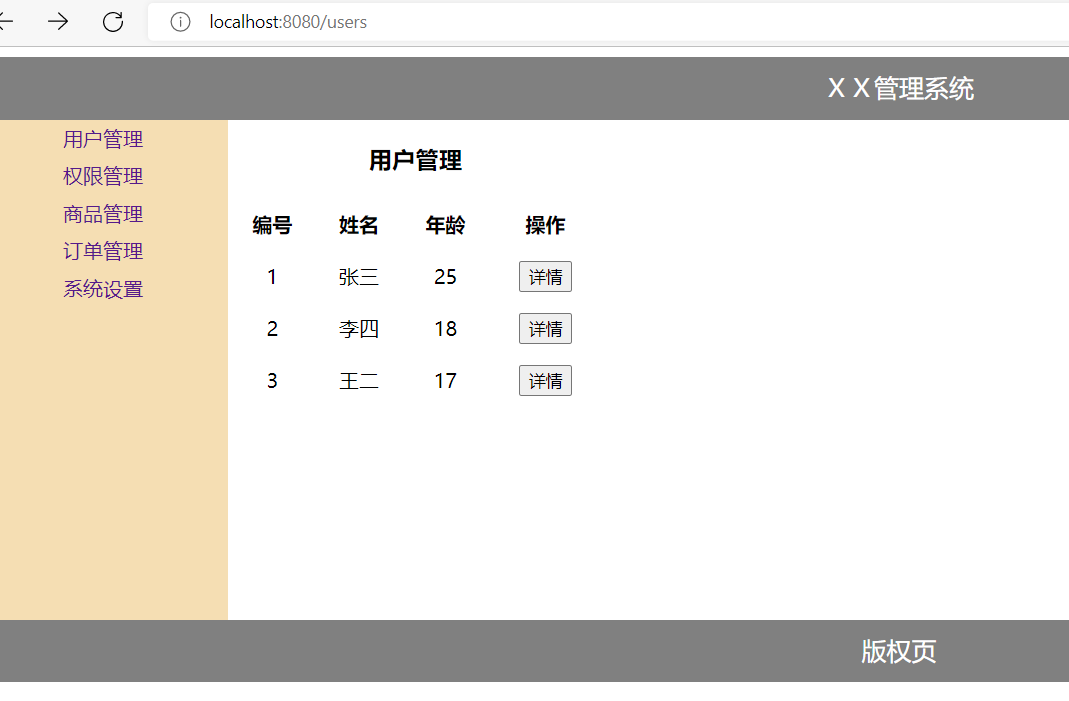 localhost:8080/users
ＸＸ管理系统
用户管理
权限管理
商品管理
订单管理
系统设置
用户管理
编号 姓名 年龄 操作
1 张三 25 详情
2 李四 18 详情
3 王二 17 详情
版权页